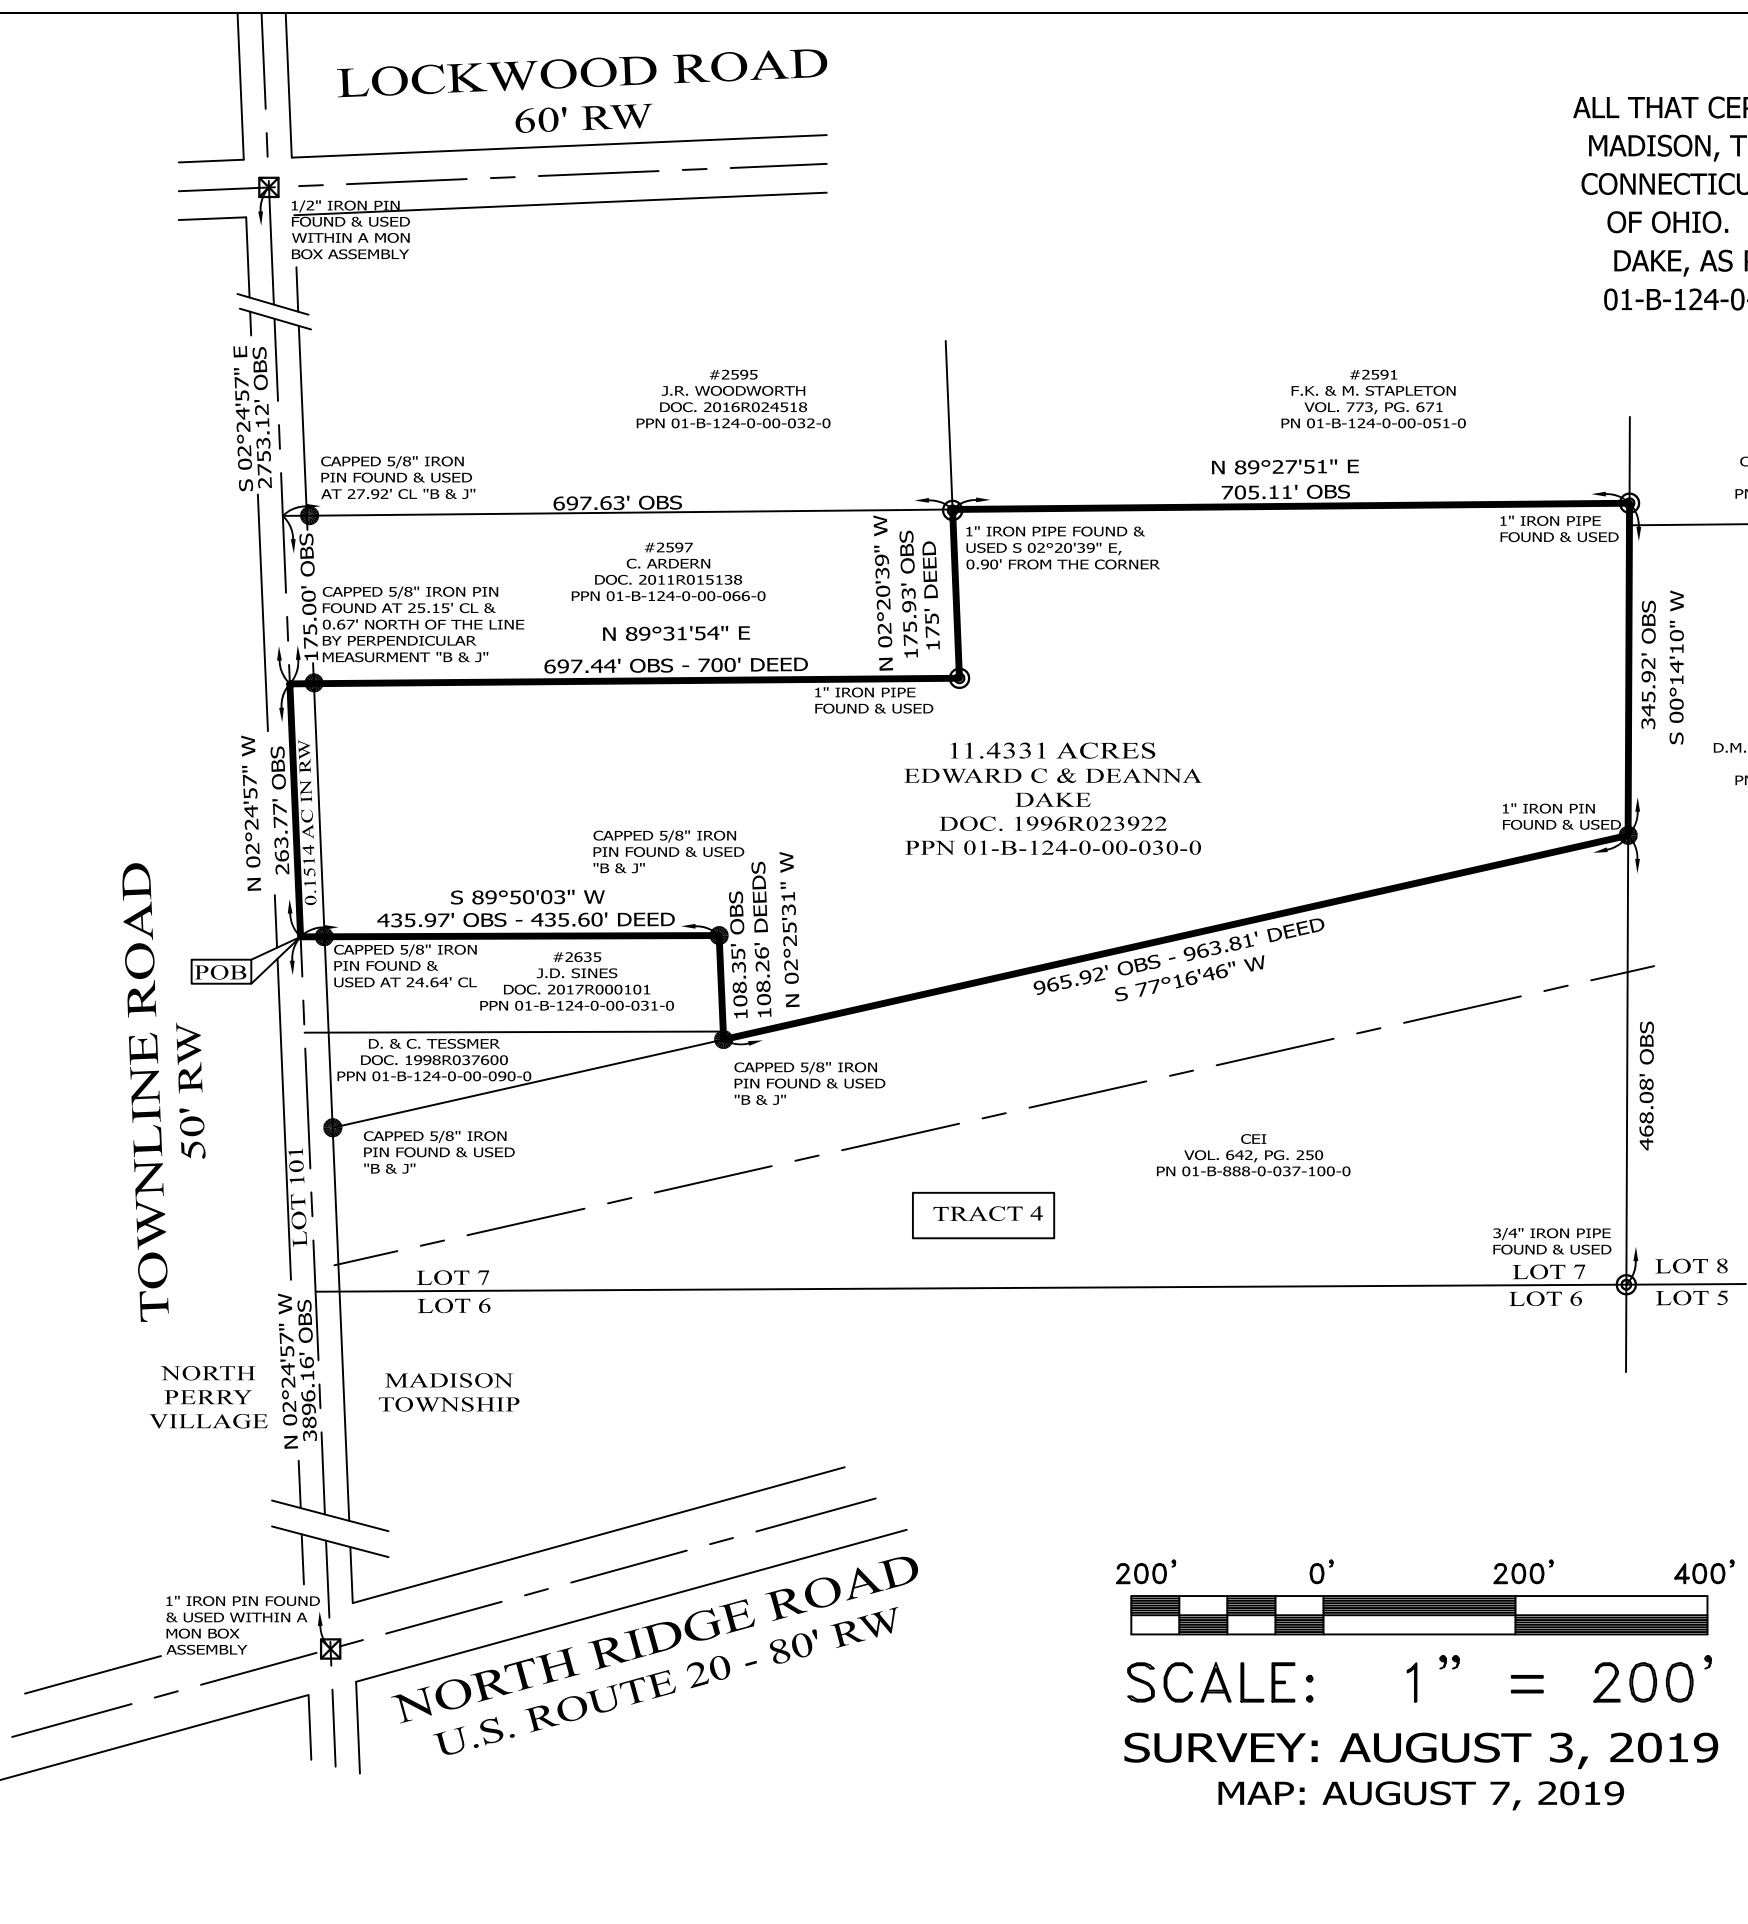 LOCKWOOD ROAD
60' RW
ALL THAT CER
MADISON, T
CONNECTICU
OF OHIO.
DAKE, AS
01-B-124-0-
1/2" IRON PIN
FOUND & USED
WITHIN A MON
BOX ASSEMBLY
S 02°24'57" E
2753.12' OBS
#2595
J.R. WOODWORTH
DOC. 2016R024518
PPN 01-B-124-0-00-032-0
#2591
F.K. & M. STAPLETON
VOL. 773, PG. 671
PN 01-B-124-0-00-051-0
CAPPED 5/8" IRON
PIN FOUND & USED
AT 27.92' CL "B & J"
697.63' OBS
N 89°27'51" E
705.11' OBS
1" IRON PIPE FOUND &
USED S 02°20'39" E,
0.90' FROM THE CORNER
1" IRON PIPE
FOUND & USED
#2597
C. ARDERN
DOC. 2011R015138
PPN 01-B-124-0-00-066-0
175.00' OBS
CAPPED 5/8" IRON PIN
FOUND AT 25.15' CL &
0.67' NORTH OF THE LINE
BY PERPENDICULAR
MEASURMENT "B & J"
N 89°31'54" E
697.44' OBS - 700' DEED
N 02°20'39" W
175.93' OBS
175' DEED
1" IRON PIPE
FOUND & USED
345.92' OBS
S 00°14'10" W
D.M.
11.4331 ACRES
EDWARD C & DEANNA
DAKE
DOC. 1996R023922
PPN 01-B-124-0-00-030-0
1" IRON PIN
FOUND & USED
N 02°24'57" W
263.77' OBS
0.1514 AC IN RW
CAPPED 5/8" IRON
PIN FOUND & USED
"B & J"
S 89°50'03" W
435.97' OBS - 435.60' DEED
108.35' OBS
108.26' DEEDS
N 02°25'31" W
POB
CAPPED 5/8" IRON
PIN FOUND &
USED AT 24.64' CL
#2635
J.D. SINES
DOC. 2017R000101
PPN 01-B-124-0-00-031-0
965.92' OBS - 963.81' DEED
S 77°16'46" W
TOWNLINE ROAD
50' RW
D. & C. TESSMER
DOC. 1998R037600
PPN 01-B-124-0-00-090-0
CAPPED 5/8" IRON
PIN FOUND & USED
"B & J"
CAPPED 5/8" IRON
PIN FOUND & USED
"B & J"
468.08' OBS
CEI
VOL. 642, PG. 250
PN 01-B-888-0-037-100-0
LOT 101
TRACT 4
3/4" IRON PIPE
FOUND & USED
LOT 7
LOT 6
LOT 7
LOT 6
LOT 8
LOT 5
N 02°24'57" W
3896.16' OBS
NORTH
PERRY
VILLAGE
MADISON
TOWNSHIP
1" IRON PIN FOUND
& USED WITHIN A
MON BOX
ASSEMBLY
NORTH RIDGE ROAD
U.S. ROUTE 20 - 80' RW
200' 0' 200' 400'
SCALE: 1" = 200'
SURVEY: AUGUST 3, 2019
MAP: AUGUST 7, 2019